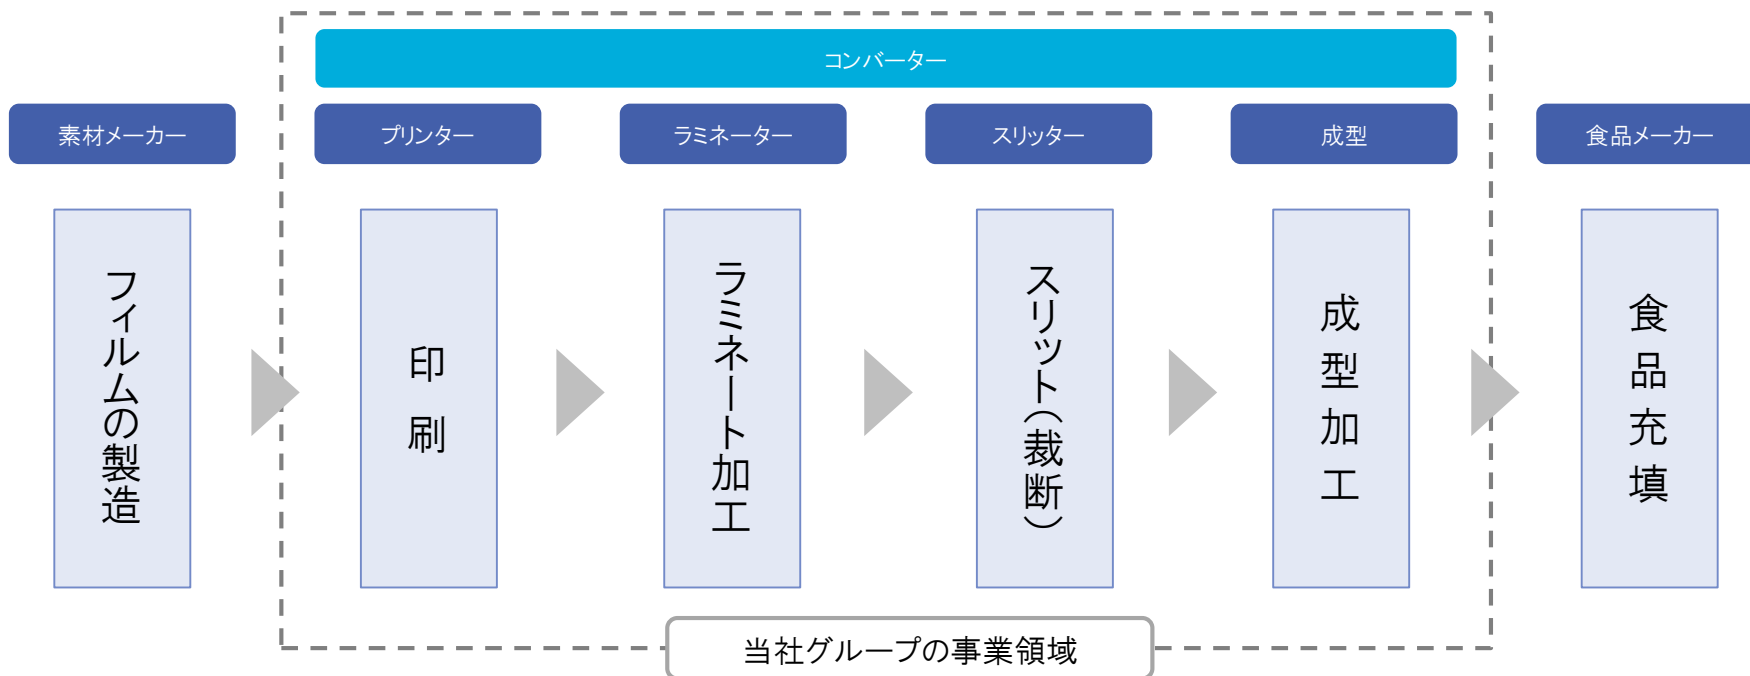 コンバーター
素材メーカー
プリンター
ラミネーター
スリッター
成型
食品メーカー
フィルムの製造
印刷
ラミネート加工
スリット（裁断）
成型加工
食品充填
当社グループの事業領域